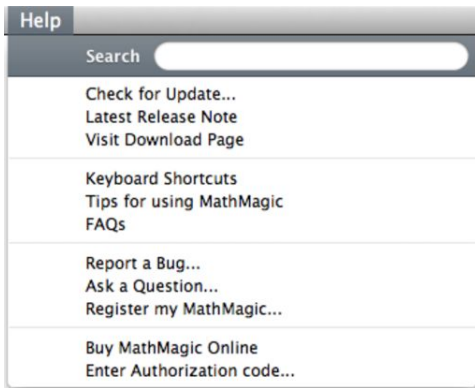 Help
Search
Check for Update...
Latest Release Note
Visit Download Page
Keyboard Shortcuts
Tips for using MathMagic
FAQs
Report a Bug...
Ask a Question...
Register my MathMagic...
Buy MathMagic Online
Enter Authorization code...